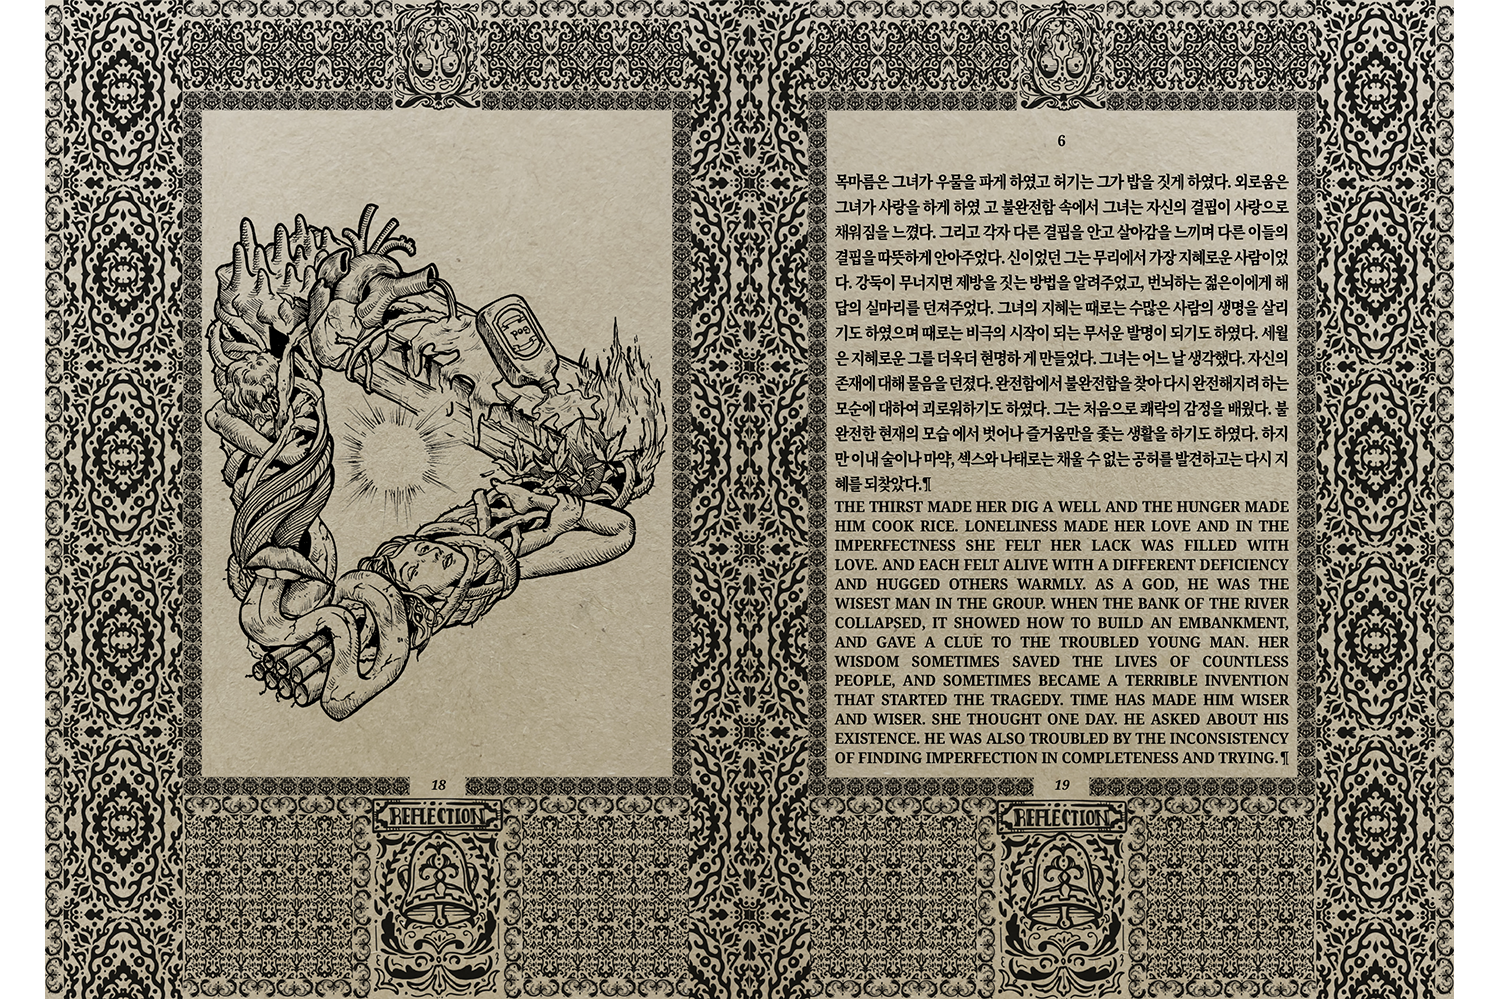 18
REFLECTION
6
목마름은 그녀가 우물을 파게 하였고 허기는 그가 밥을 짓게 하였다. 외로움은
그녀가 사랑을 하게 하였 고 불완전함 속에서 그녀는 자신의 결핍이 사랑으로
채워짐을 느꼈다. 그리고 각자 다른 결핍을 안고 살아감을 느끼며 다른 이들의
결핍을 따뜻하게 안아주었다. 신이었던 그는 무리에서 가장 지혜로운 사람이었
다. 강둑이 무너지면 제방을 짓는 방법을 알려주었고, 번뇌하는 젊은이에게 해
답의 실마리를 던져주었다. 그녀의 지혜는 때로는 수많은 사람의 생명을 살리
기도 하였으며 때로는 비극의 시작이 되는 무서운 발명이 되기도 하였다. 세월
은 지혜로운 그를 더욱더 현명하 게 만들었다. 그녀는 어느 날 생각했다. 자신의
존재에 대해 물음을 던졌다. 완전함에서 불완전함을 찾아 다시 완전해지려 하는
모순에 대하여 괴로워하기도 하였다. 그는 처음으로 쾌락의 감정을 배웠다. 불
완전한 현재의 모습 에서 벗어나 즐거움만을 좇는 생활을 하기도 하였다. 하지
만 이내 술이나 마약, 섹스와 나태로는 채울 수 없는 공허를 발견하고는 다시 지
혜를 되찾았다.¶
THE THIRST MADE HER DIG A WELL AND THE HUNGER MADE
HIM COOK RICE. LONELINESS MADE HER LOVE AND IN THE
IMPERFECTNESS SHE FELT HER LACK WAS FILLED WITH
LOVE. AND EACH FELT ALIVE WITH A DIFFERENT DEFICIENCY
AND HUGGED OTHERS WARMLY. AS A GOD, HE WAS THE
WISEST MAN IN THE GROUP. WHEN THE BANK OF THE RIVER
COLLAPSED, IT SHOWED HOW TO BUILD AN EMBANKMENT,
AND GAVE A CLUE TO THE TROUBLED YOUNG MAN. HER
WISDOM SOMETIMES SAVED THE LIVES OF COUNTLESS
PEOPLE, AND SOMETIMES BECAME A TERRIBLE INVENTION
THAT STARTED THE TRAGEDY. TIME HAS MADE HIM WISER
AND WISER. SHE THOUGHT ONE DAY. HE ASKED ABOUT HIS
EXISTENCE. HE WAS ALSO TROUBLED BY THE INCONSISTENCY
OF FINDING IMPERFECTION IN COMPLETENESS AND TRYING.¶
19
REFLECTION